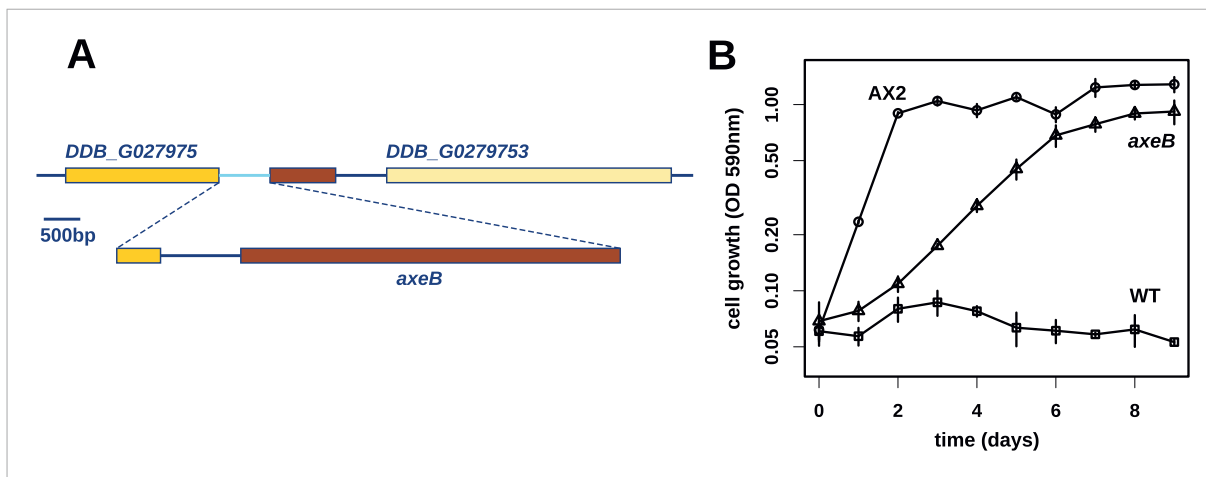 A
DDB_G027975
DDB_G0279753
500bp
axeB
B
cell growth (OD 590nm)
1.00
0.50
0.20
0.10
0.05
AX2
axeB
WT
0 2 4 6 8
time (days)